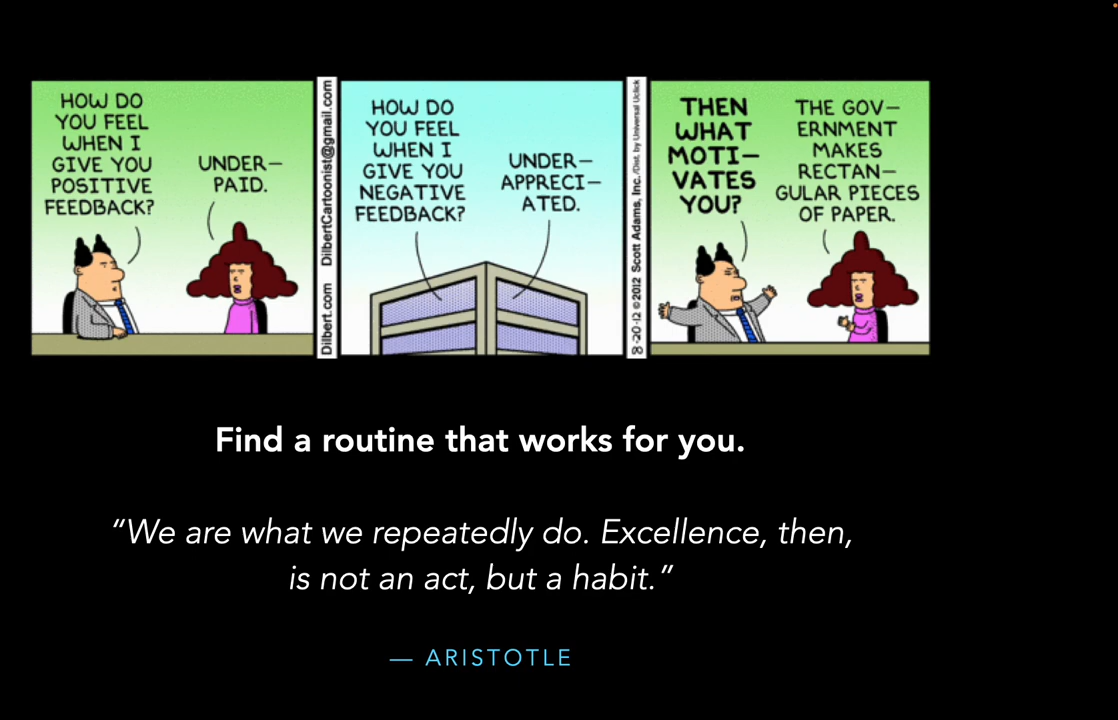 HOW DO
YOU FEEL
WHEN I
GIVE YOU
POSITIVE
FEEDBACK?
UNDER—
PAID.
Dilbert.com DilbertCartoonist@gmail.com
HOW DO
YOU FEEL
WHEN I
GIVE YOU
NEGATIVE
FEEDBACK?
UNDER—
APPRECI—
ATED.
8-20-12 ©2012 Scott Adams, Inc. /Dist. by Universal Uclick
THEN
WHAT
MOTI—
VATES
YOU?
THE GOV—
ERNMENT
MAKES
RECTAN—
GULAR PIECES
OF PAPER.
Find a routine that works for you.
“We are what we repeatedly do. Excellence, then,
is not an act, but a habit.”
— ARISTOTLE